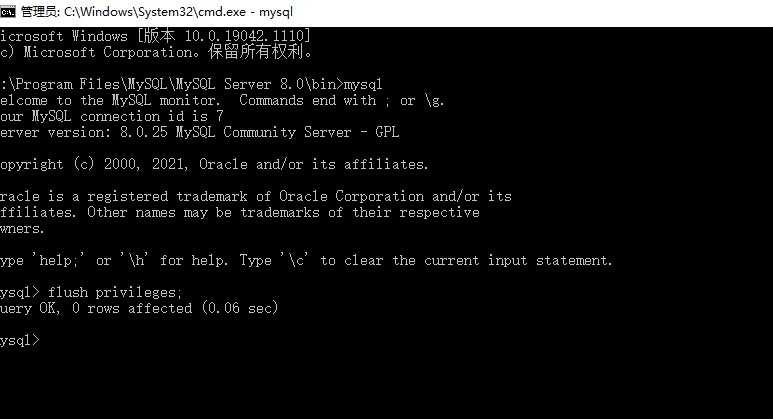 管理员: C:\Windows\System32\cmd.exe - mysql
icrosoft Windows [版本 10.0.19042.1110]
c) Microsoft Corporation。保留所有权利。
:\Program Files\MySQL\MySQL Server 8.0\bin>mysql
elcome to the MySQL monitor.  Commands end with ; or \g.
our MySQL connection id is 7
erver version: 8.0.25 MySQL Community Server - GPL
opyright (c) 2000, 2021, Oracle and/or its affiliates.
racle is a registered trademark of Oracle Corporation and/or its
ffiliates. Other names may be trademarks of their respective
wners.
ype 'help;' or '\h' for help. Type '\c' to clear the current input statement.
ysql> flush privileges;
uery OK, 0 rows affected (0.06 sec)
ysql>